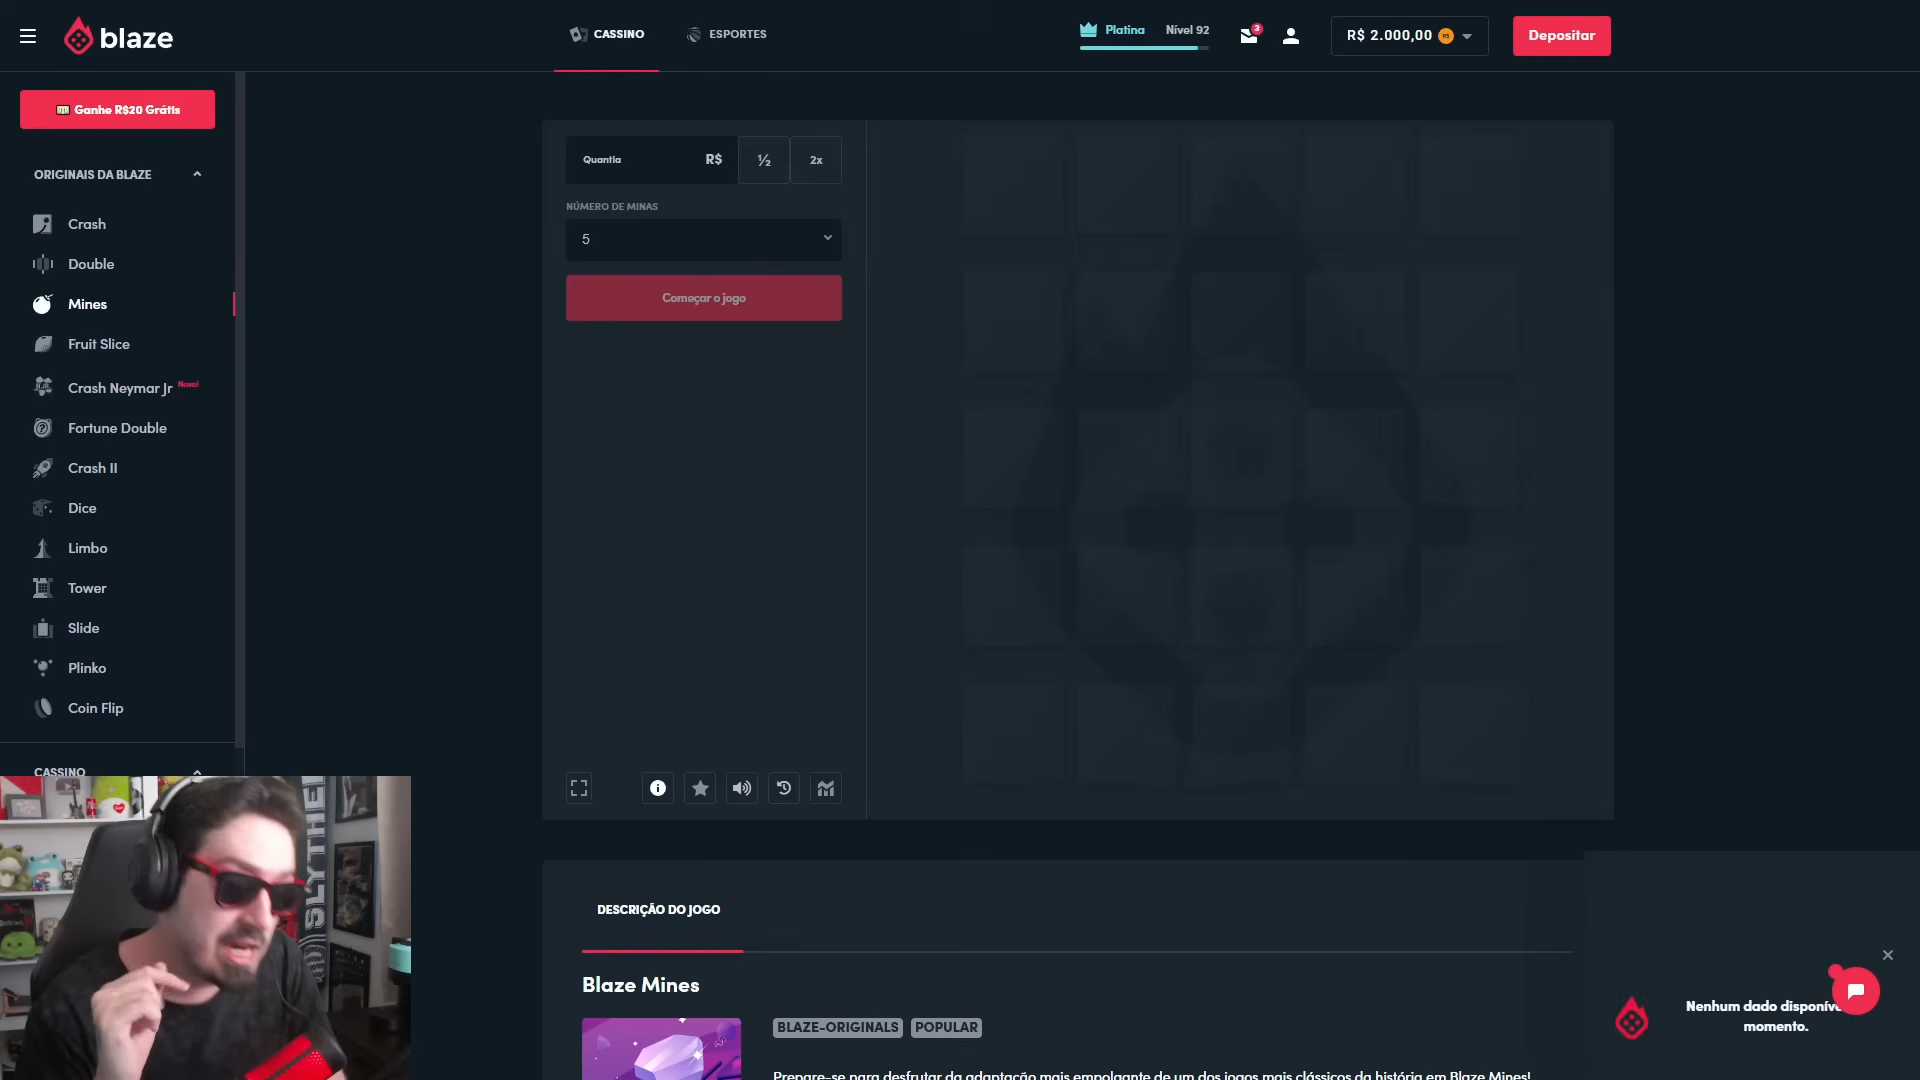 blaze
CASSINO
ESPORTES
Platina
Nível 92
3
R$ 2.000,00
R$
Depositar
Ganhe R$20 Grátis
ORIGINAIS DA BLAZE
Crash
Double
Mines
Fruit Slice
Crash Neymar Jr Novo!
Fortune Double
Crash II
Dice
Limbo
Tower
Slide
Plinko
Coin Flip
CASSINO
Quantia R$ ½ 2x
NÚMERO DE MINAS
5
Começar o jogo
SLYTHE
DESCRIÇÃO DO JOGO
Blaze Mines
BLAZE-ORIGINALS POPULAR
Prepare-se para desfrutar da adaptação mais empolgante de um dos jogos mais clássicos da história em Blaze Mines!
Nenhum dado disponíve
momento.